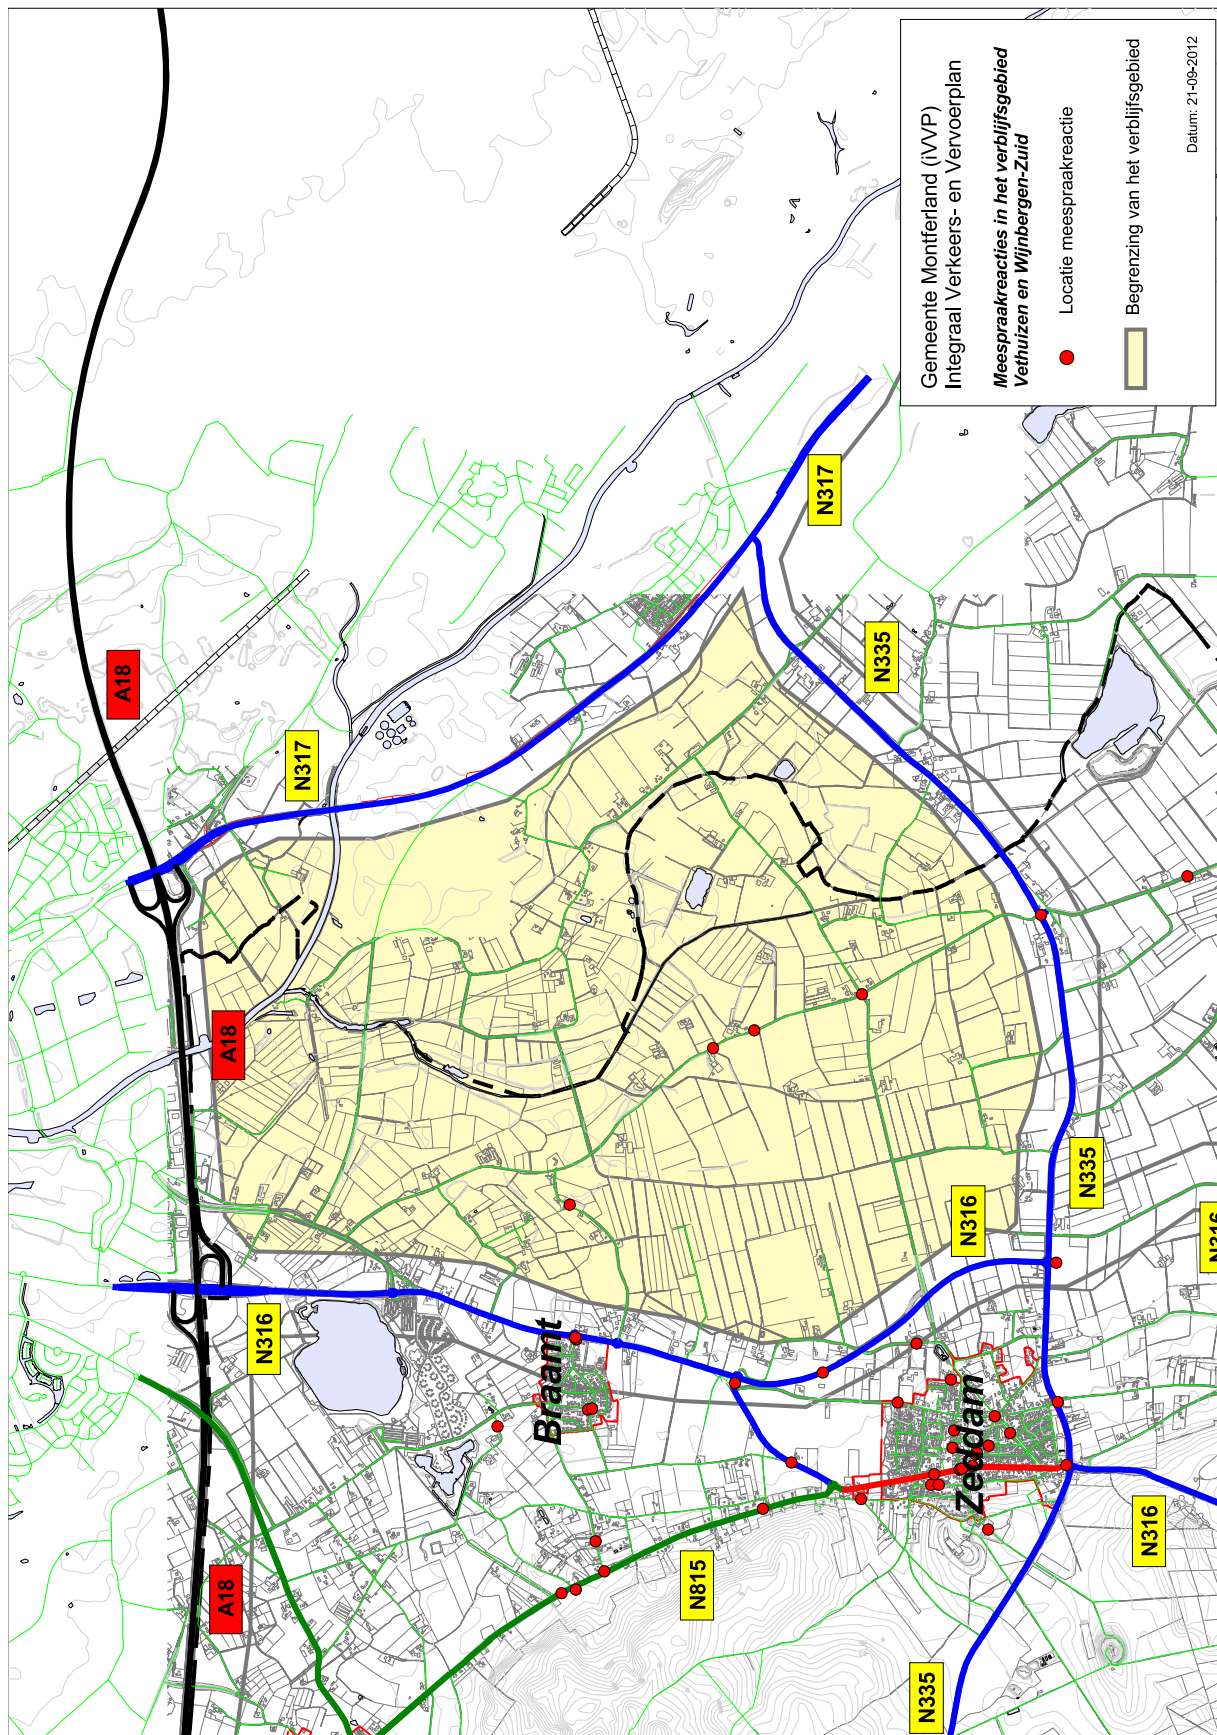 Gemeente Montferland (iVVP)
Integraal Verkeers- en Vervoerplan
Meespraakreacties in het verblijfsgebied
Vethuizen en Wijnbergen-Zuid
Locatie meespraakreactie
Begrenzing van het verblijfsgebied
Datum: 21-09-2012
A18
N317
A18
N316
A18
N317
N335
N316
N335
N316
Braamt
Zeddam
N815
N316
N335